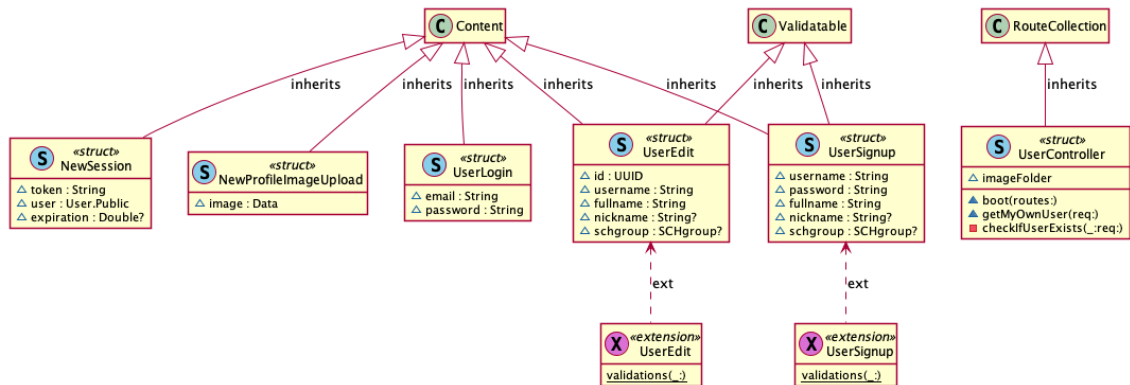 C Content
C Validatable
C RouteCollection
inherits
inherits
inherits
inherits
inherits
inherits
inherits
inherits
S «struct»
NewSession
token : String
user : User.Public
expiration : Double?
S «struct»
NewProfileImageUpload
image : Data
S «struct»
UserLogin
email : String
password : String
S «struct»
UserEdit
id : UUID
username : String
fullname : String
nickname : String?
schgroup : SCHgroup?
S «struct»
UserSignup
username : String
password : String
fullname : String
nickname : String?
schgroup : SCHgroup?
S «struct»
UserController
imageFolder
boot(routes:)
getMyOwnUser(req:)
checkIfUserExists(_:req:)
ext
ext
X «extension»
UserEdit
validations(_:)
X «extension»
UserSignup
validations(_:)